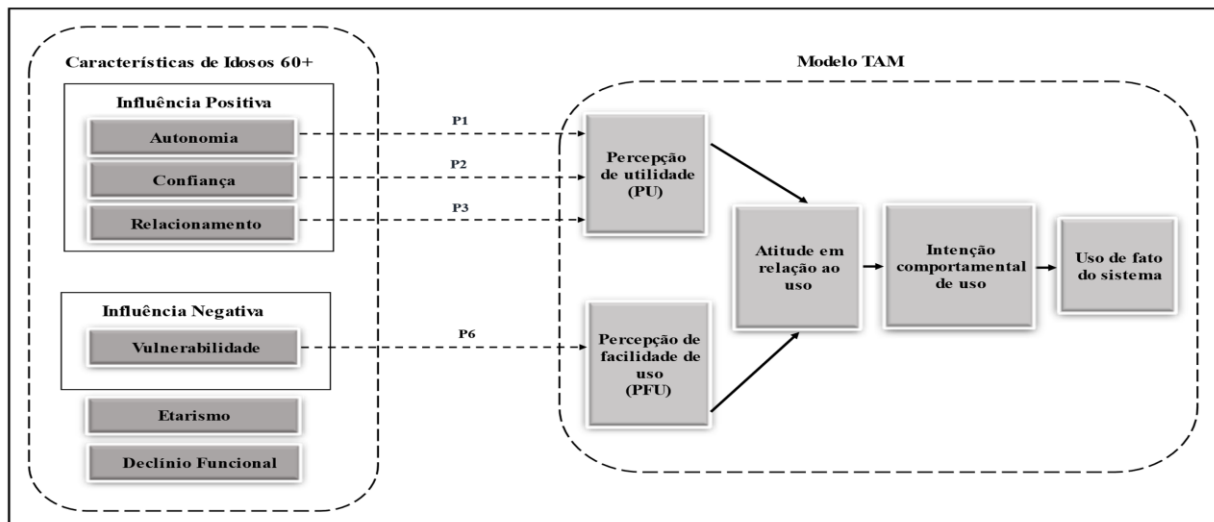 Características de Idosos 60+
Influência Positiva
Autonomia
Confiança
Relacionamento
Influência Negativa
Vulnerabilidade
Etarismo
Declínio Funcional
P1
P2
P3
P6
Modelo TAM
Percepção
de utilidade
(PU)
Percepção de
facilidade de
uso
(PFU)
Atitude em
relação ao
uso
Intenção
comportamental
de uso
Uso de fato
do sistema